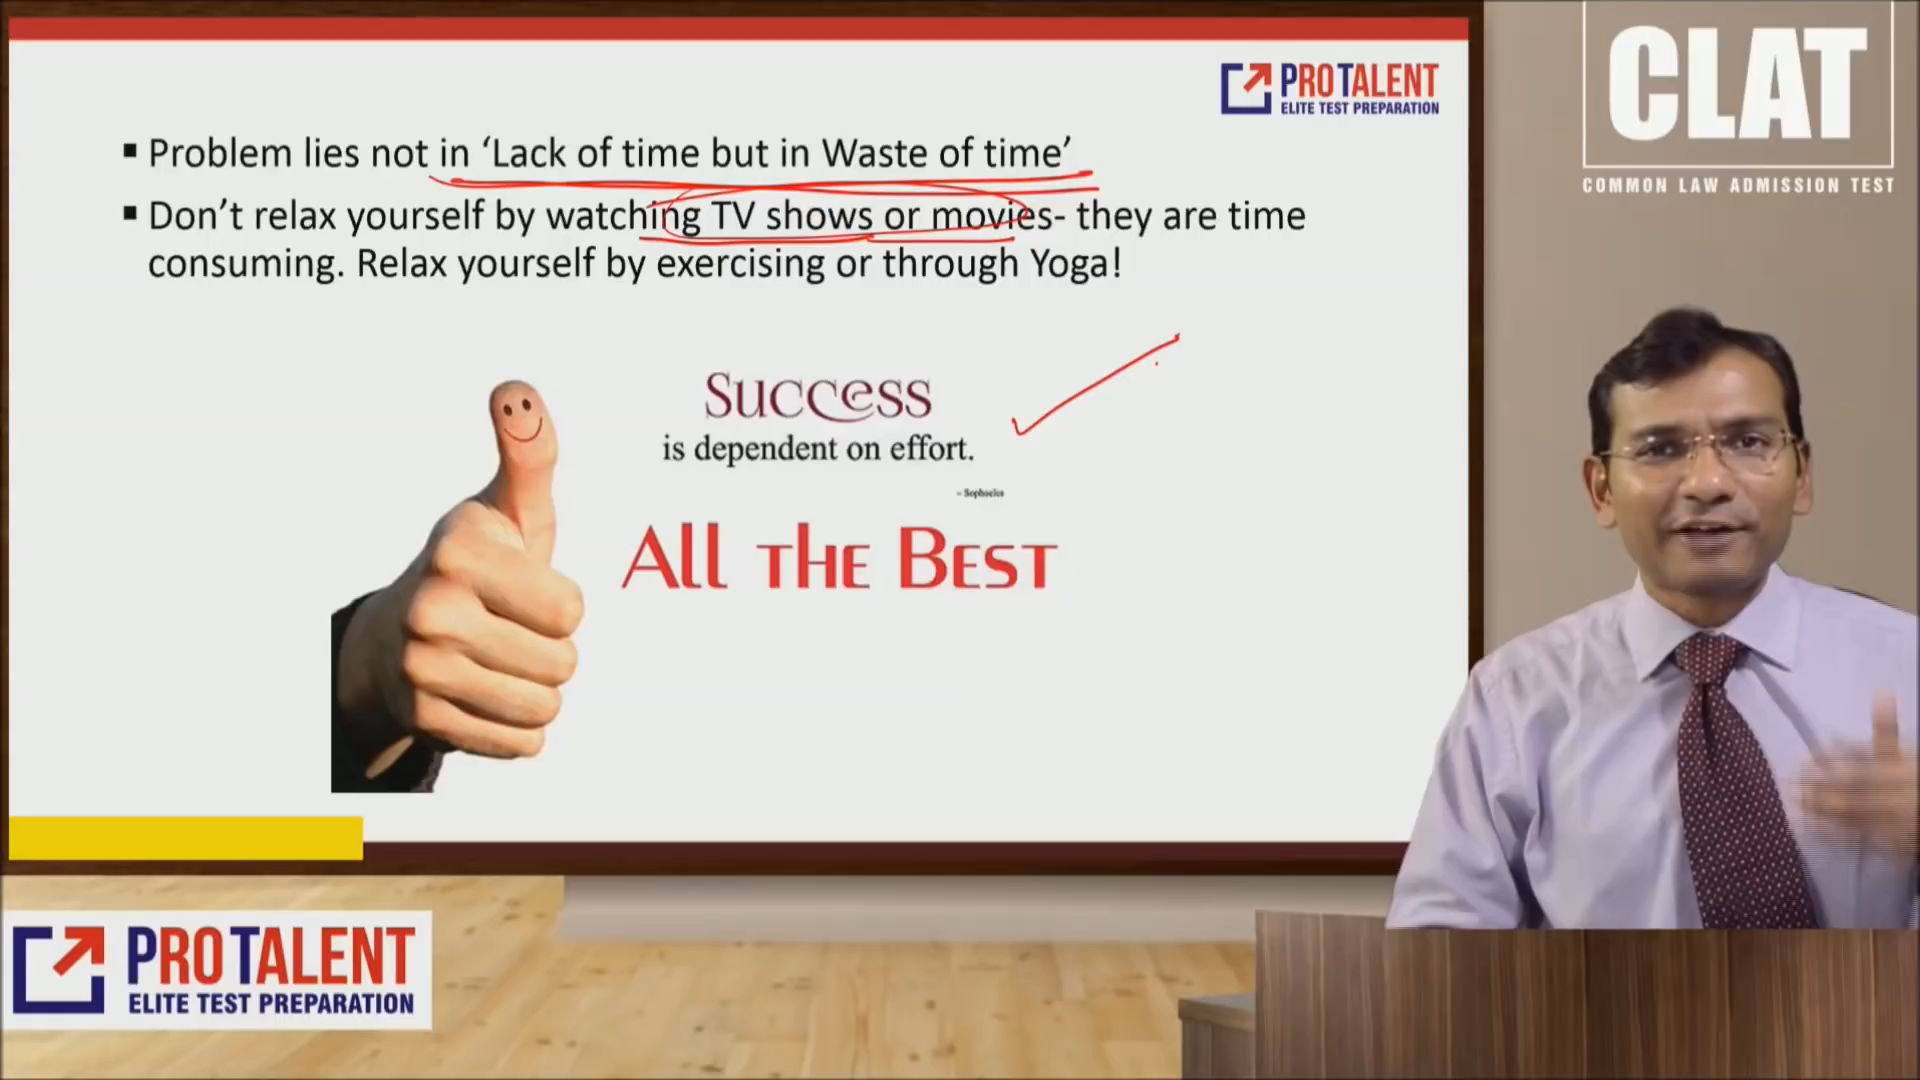 PROTALENT
ELITE TEST PREPARATION
▪ Problem lies not in ‘Lack of time but in Waste of time’
▪ Don’t relax yourself by watching TV shows or movies- they are time
consuming. Relax yourself by exercising or through Yoga!
Success
is dependent on effort.
– Sophocles
All the Best
CLAT
COMMON LAW ADMISSION TEST
PROTALENT
ELITE TEST PREPARATION